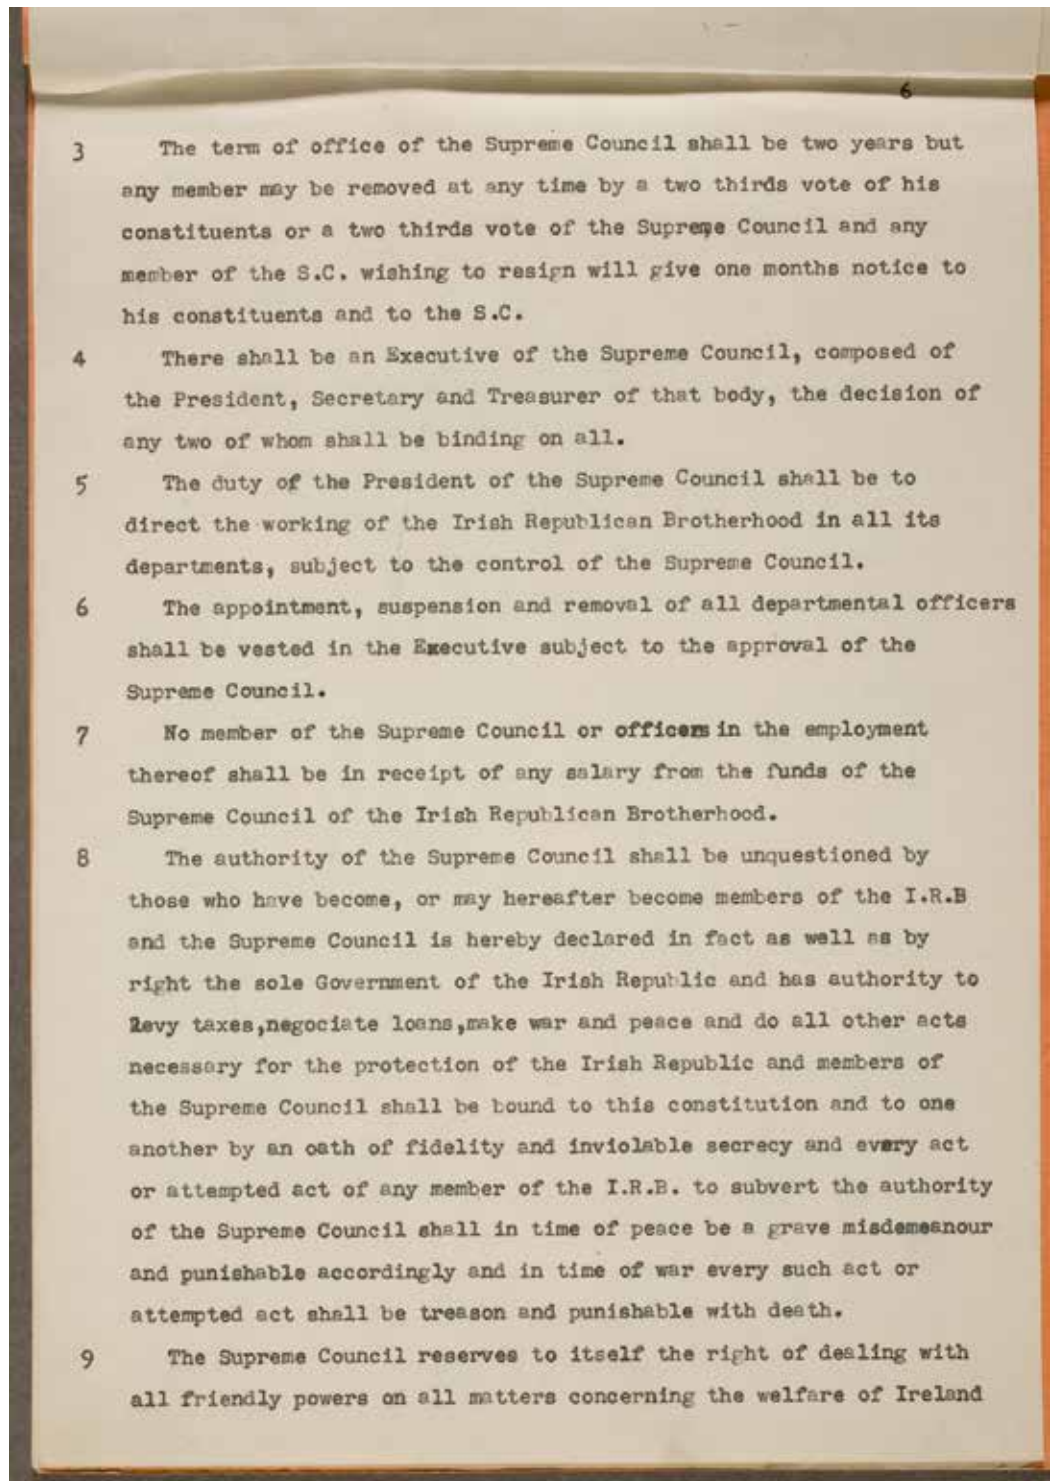 6
3 The term of office of the Supreme Council shall be two years but
any member may be removed at any time by a two thirds vote of his
constituents or a two thirds vote of the Supreme Council and any
member of the S.C. wishing to resign will give one months notice to
his constituents and to the S.C.
4 There shall be an Executive of the Supreme Council, composed of
the President, Secretary and Treasurer of that body, the decision of
any two of whom shall be binding on all.
5 The duty of the President of the Supreme Council shall be to
direct the working of the Irish Republican Brotherhood in all its
departments, subject to the control of the Supreme Council.
6 The appointment, suspension and removal of all departmental officers
shall be vested in the Executive subject to the approval of the
Supreme Council.
7 No member of the Supreme Council or officers in the employment
thereof shall be in receipt of any salary from the funds of the
Supreme Council of the Irish Republican Brotherhood.
8 The authority of the Supreme Council shall be unquestioned by
those who have become, or may hereafter become members of the I.R.B
and the Supreme Council is hereby declared in fact as well as by
right the sole Government of the Irish Republic and has authority to
levy taxes,negociate loans,make war and peace and do all other acts
necessary for the protection of the Irish Republic and members of
the Supreme Council shall be bound to this constitution and to one
another by an oath of fidelity and inviolable secrecy and every act
or attempted act of any member of the I.R.B. to subvert the authority
of the Supreme Council shall in time of peace be a grave misdemeanour
and punishable accordingly and in time of war every such act or
attempted act shall be treason and punishable with death.
9 The Supreme Council reserves to itself the right of dealing with
all friendly powers on all matters concerning the welfare of Ireland